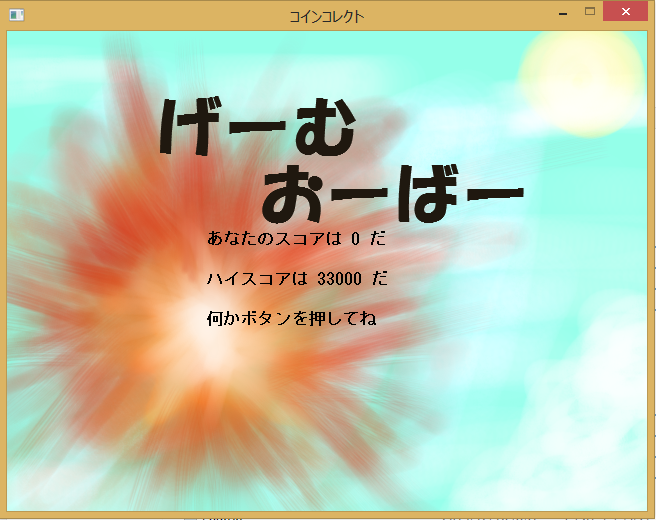 コインコレクト
げーむ
おーばー
あなたのスコアは 0 だ
ハイスコアは 33000 だ
何かボタンを押してね